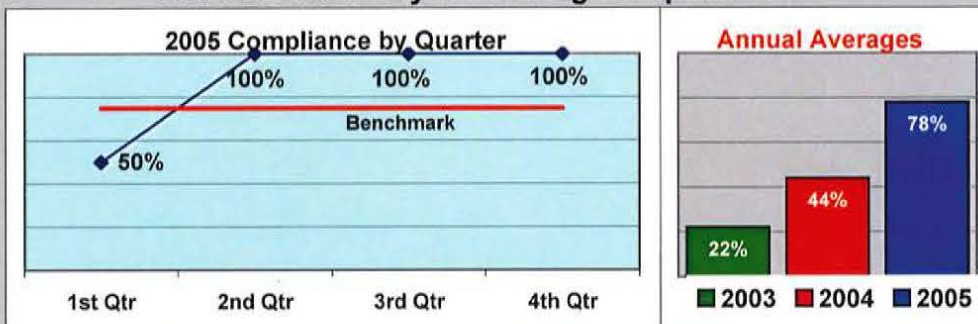 2005 Compliance by Quarter
100%
100%
100%
Benchmark
50%
1st Qtr
2nd Qtr
3rd Qtr
4th Qtr
Annual Averages
78%
44%
22%
2003
2004
2005